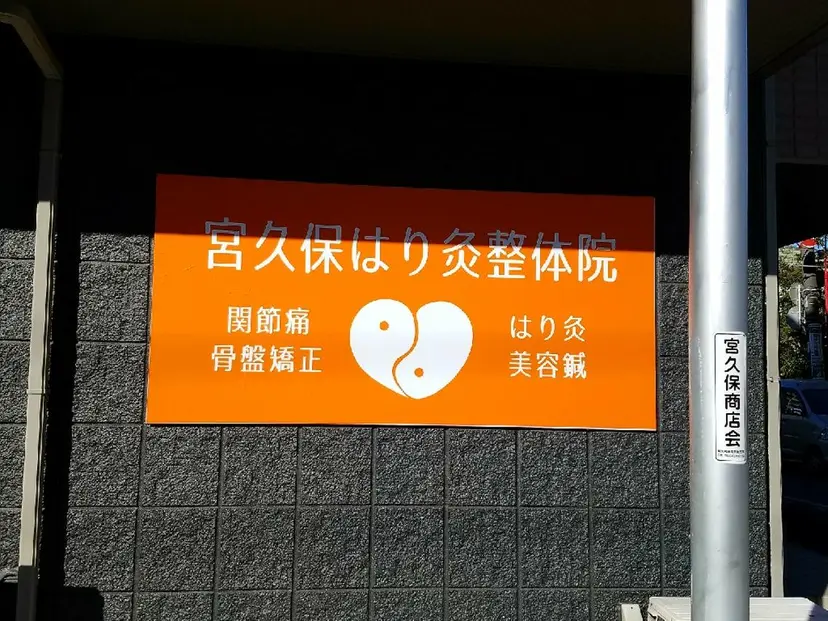 宮久保はり灸整体院
関節痛
骨盤矯正
はり灸
美容鍼
宮久保商店会